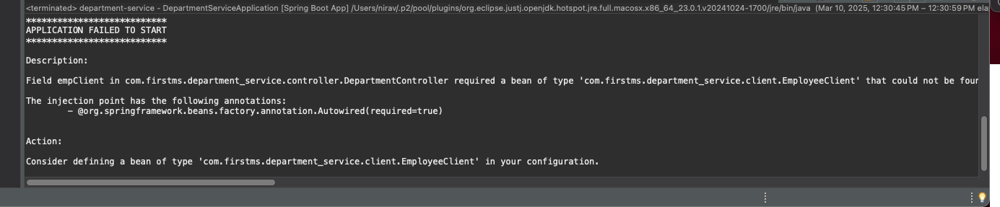 <terminated> department-service - DepartmentServiceApplication [Spring Boot App] /Users/nirav/.p2/pool/plugins/org.eclipse.justj.openjdk.hotspot.jre.full.macosx.x86_64_23.0.1.v20241024-1700/jre/bin/java (Mar 10, 2025, 12:30:45 PM – 12:30:59 PM ela
***************************
APPLICATION FAILED TO START
***************************
Description:
Field empClient in com.firstms.department_service.controller.DepartmentController required a bean of type 'com.firstms.department_service.client.EmployeeClient' that could not be four
The injection point has the following annotations:
- @org.springframework.beans.factory.annotation.Autowired(required=true)
Action:
Consider defining a bean of type 'com.firstms.department_service.client.EmployeeClient' in your configuration.